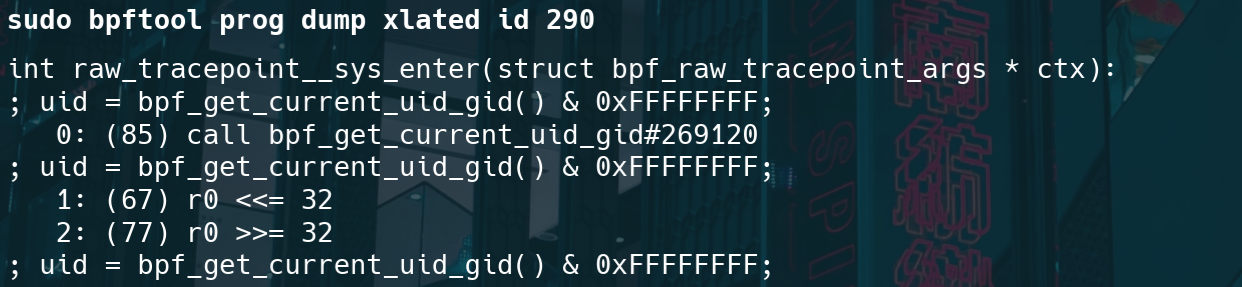 sudo bpftool prog dump xlated id 290
int raw_tracepoint__sys_enter(struct bpf_raw_tracepoint_args * ctx):
; uid = bpf_get_current_uid_gid() & 0xFFFFFFFF;
   0: (85) call bpf_get_current_uid_gid#269120
; uid = bpf_get_current_uid_gid() & 0xFFFFFFFF;
   1: (67) r0 <<= 32
   2: (77) r0 >>= 32
; uid = bpf_get_current_uid_gid() & 0xFFFFFFFF;